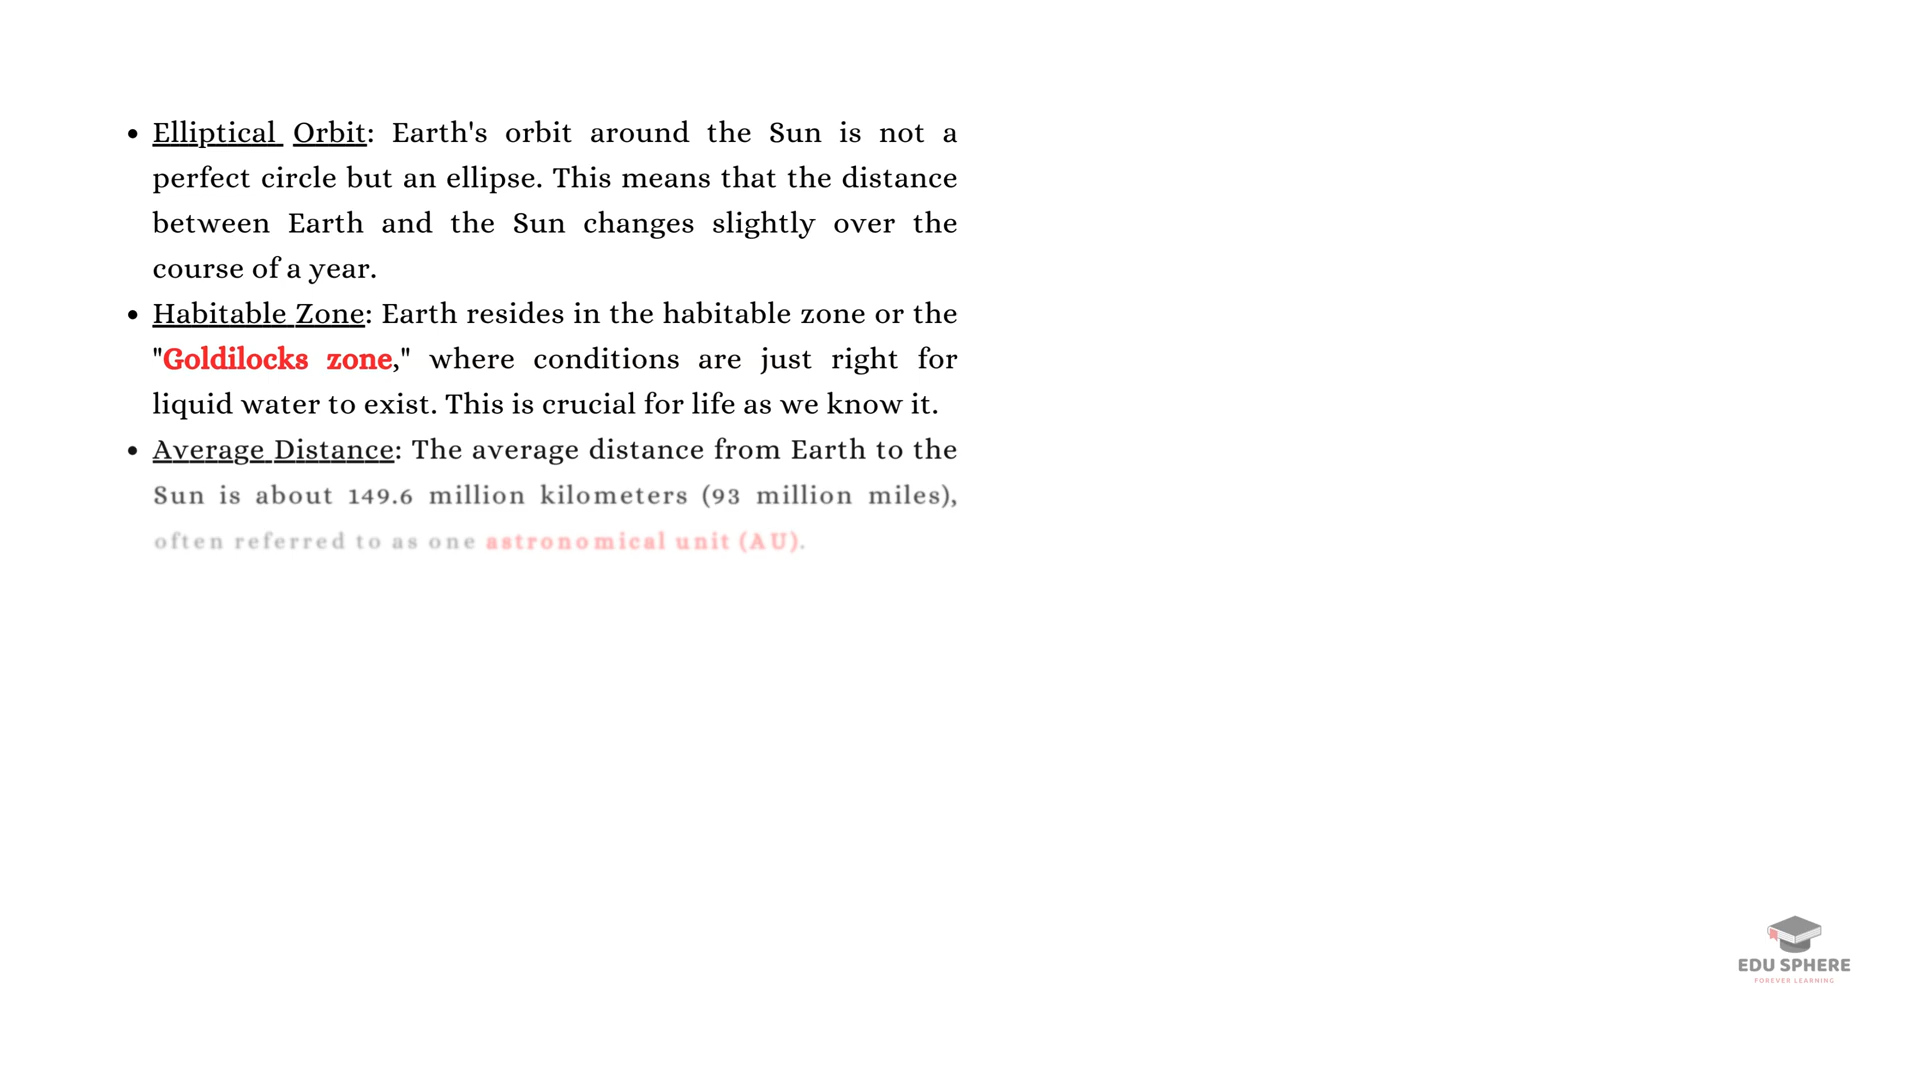 • Elliptical Orbit: Earth's orbit around the Sun is not a
perfect circle but an ellipse. This means that the distance
between Earth and the Sun changes slightly over the
course of a year.
• Habitable Zone: Earth resides in the habitable zone or the
"Goldilocks zone," where conditions are just right for
liquid water to exist. This is crucial for life as we know it.
• Average Distance: The average distance from Earth to the
Sun is about 149.6 million kilometers (93 million miles),
often referred to as one astronomical unit (AU).
EDU SPHERE
FOREVER LEARNING